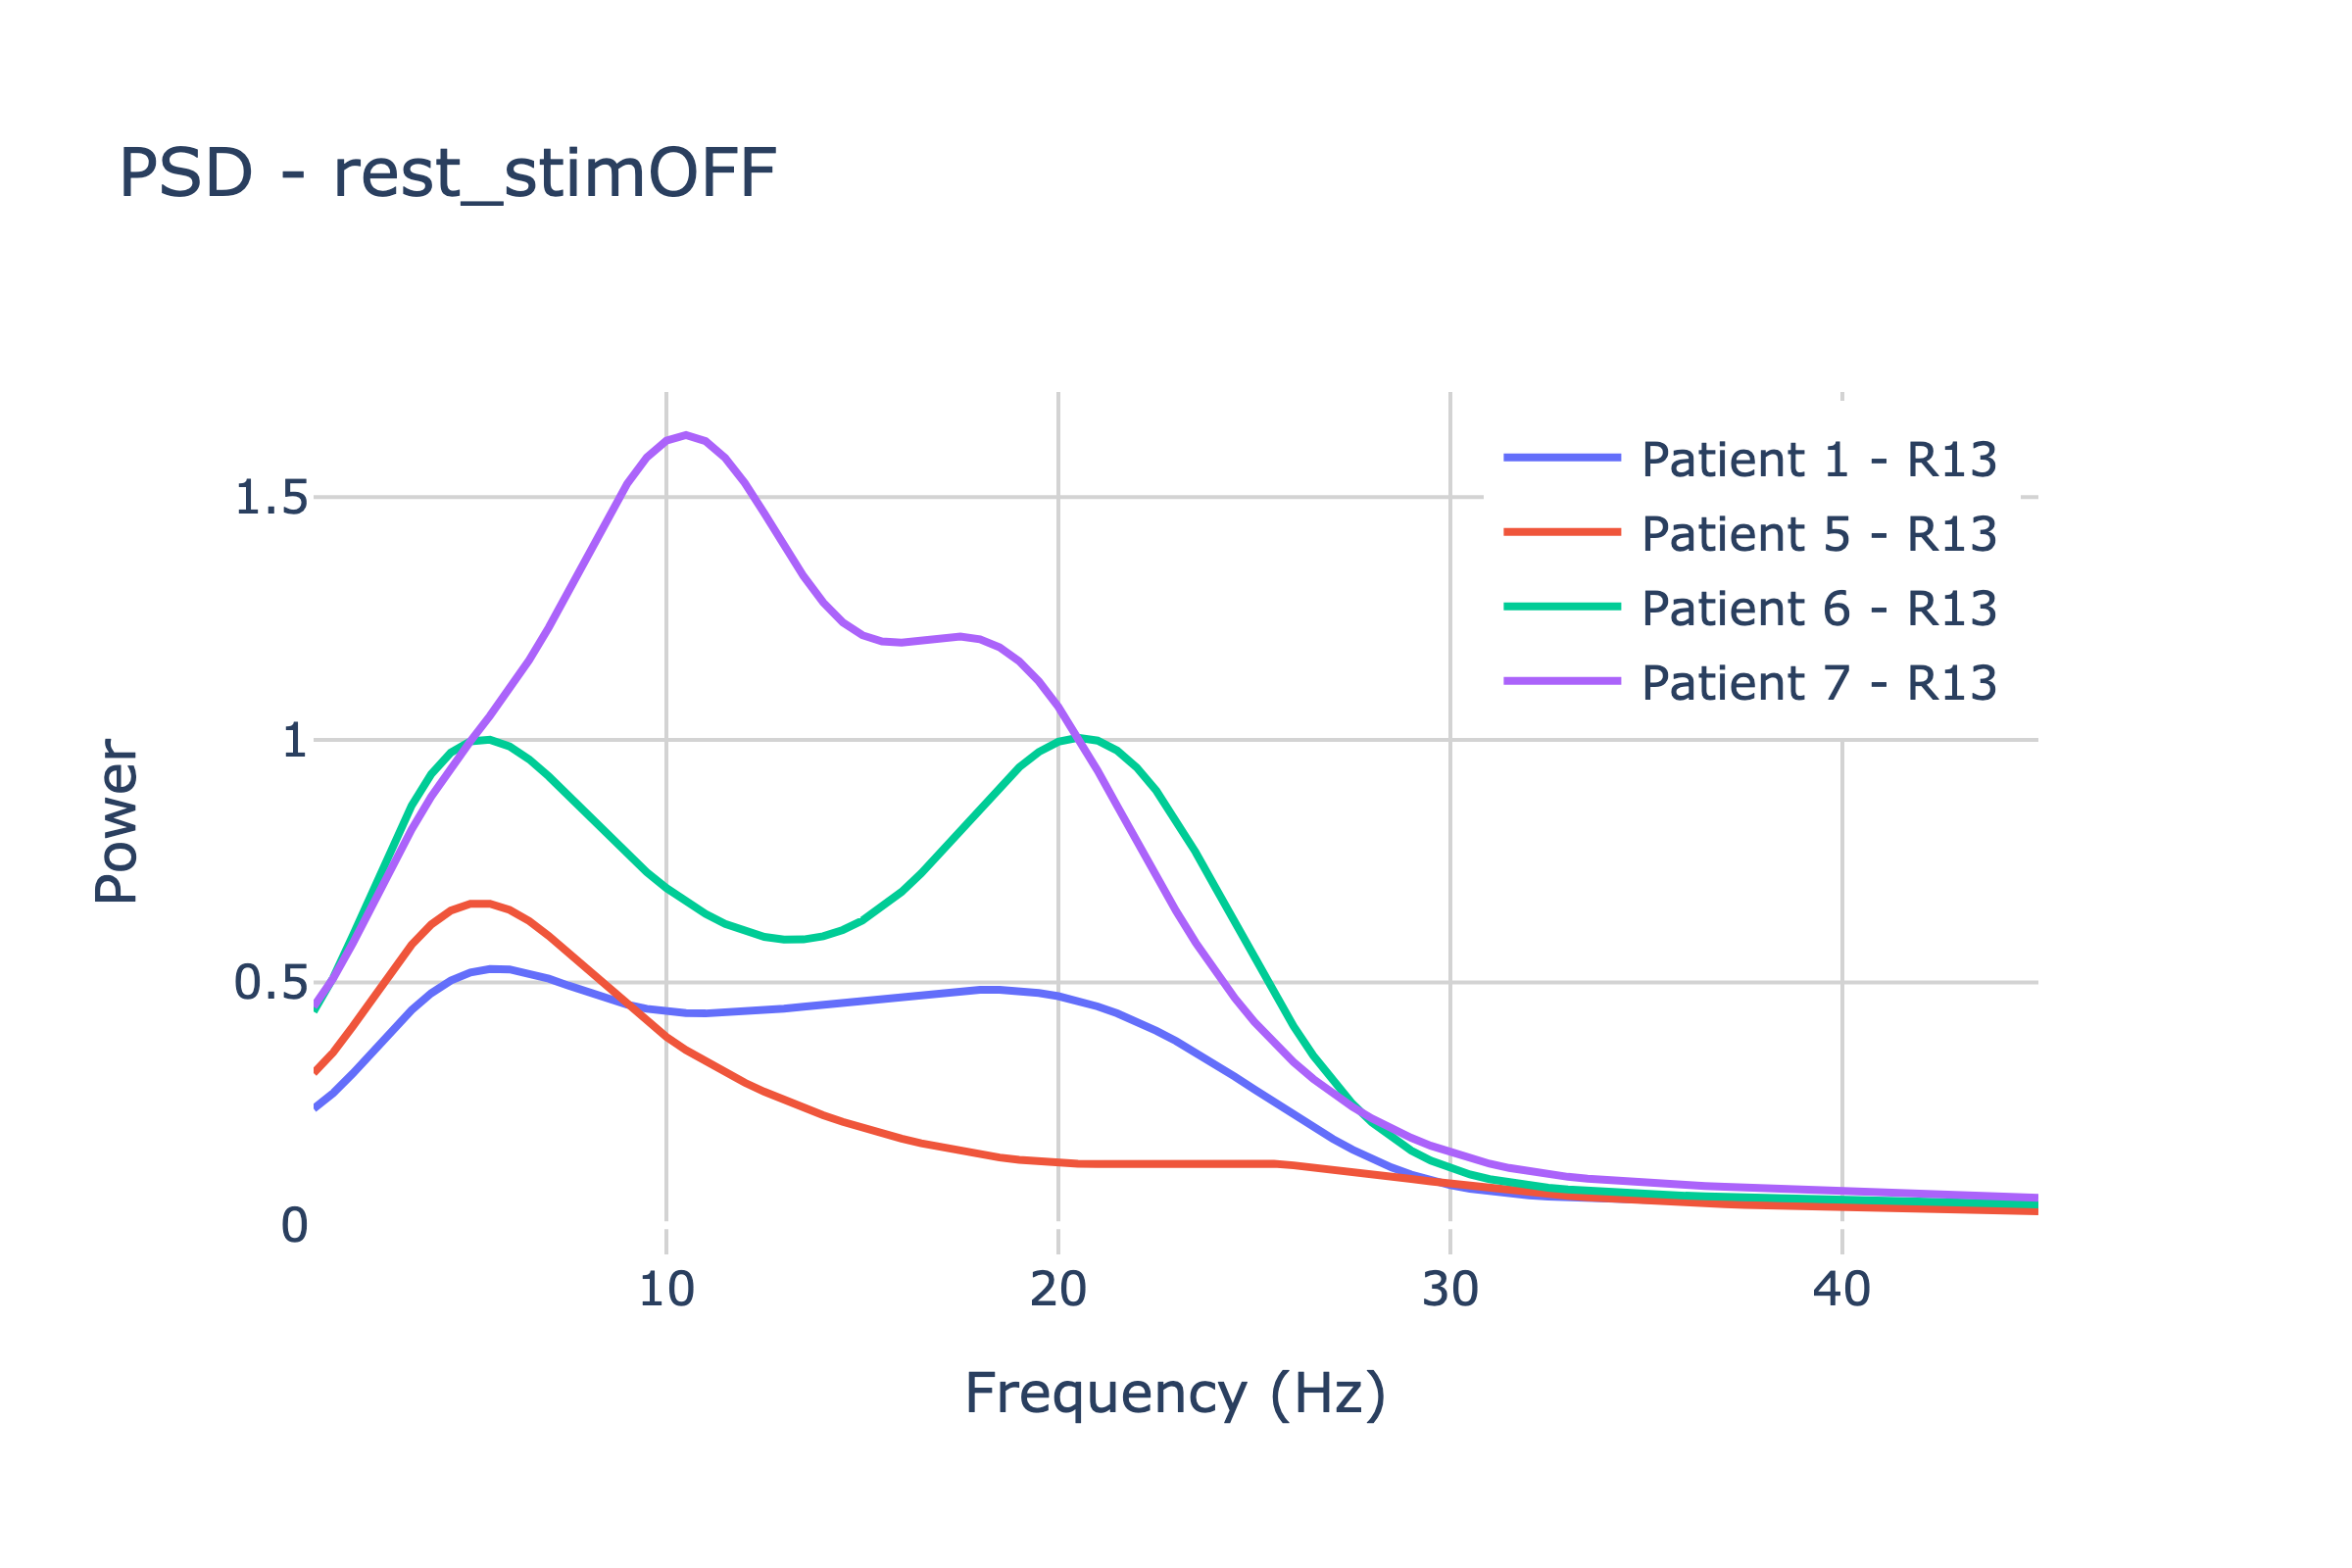 PSD - rest_stimOFF
Patient 1 - R13
Patient 5 - R13
Patient 6 - R13
Patient 7 - R13
Power
1.5
1
0.5
0
10 20 30 40
Frequency (Hz)